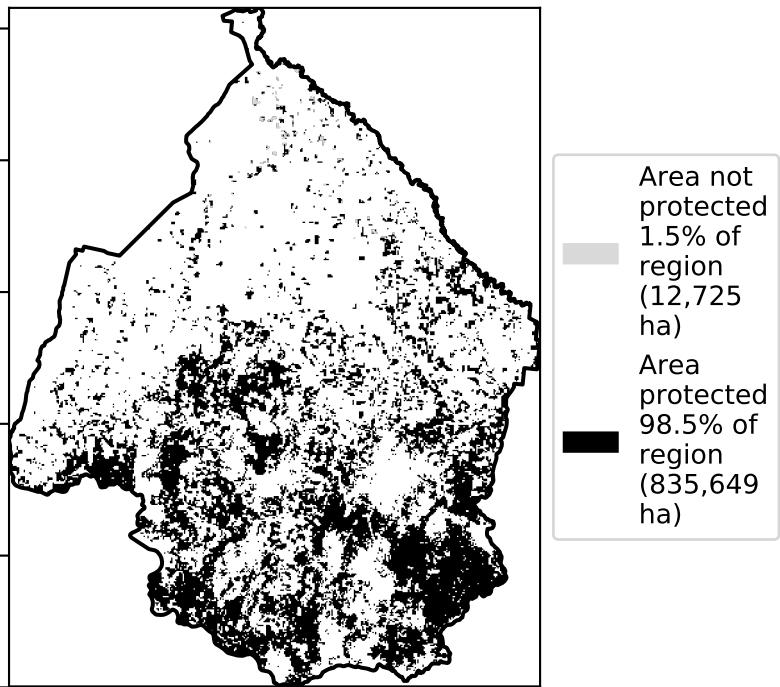 Area not
protected
1.5% of
region
(12,725
ha)
Area
protected
98.5% of
region
(835,649
ha)